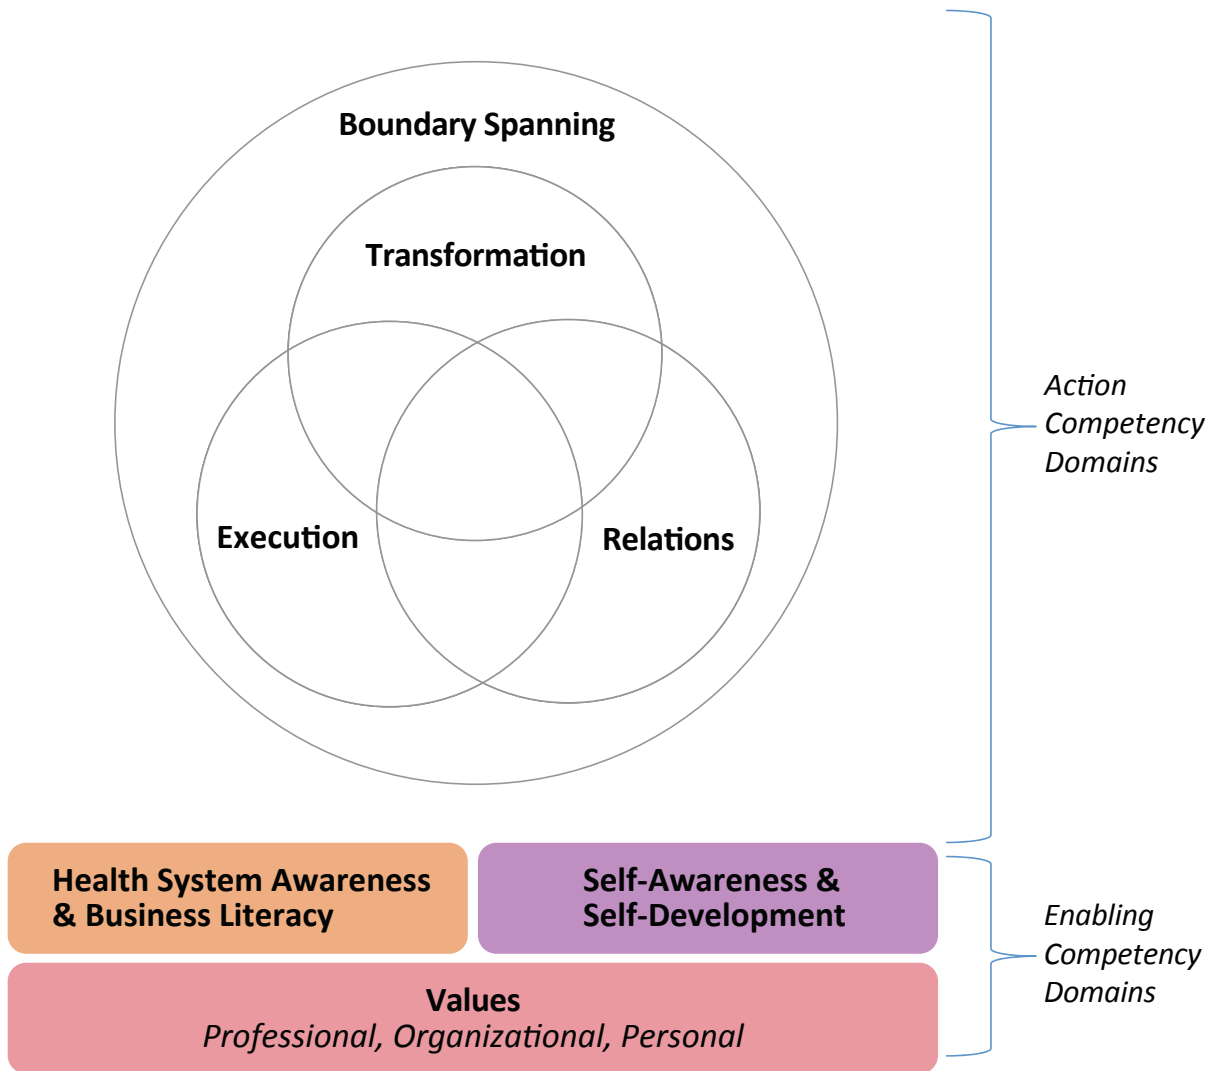 Boundary Spanning
Transformation
Execution
Relations
Action
Competency
Domains
Health System Awareness
& Business Literacy
Self-Awareness &
Self-Development
Values
Professional, Organizational, Personal
Enabling
Competency
Domains